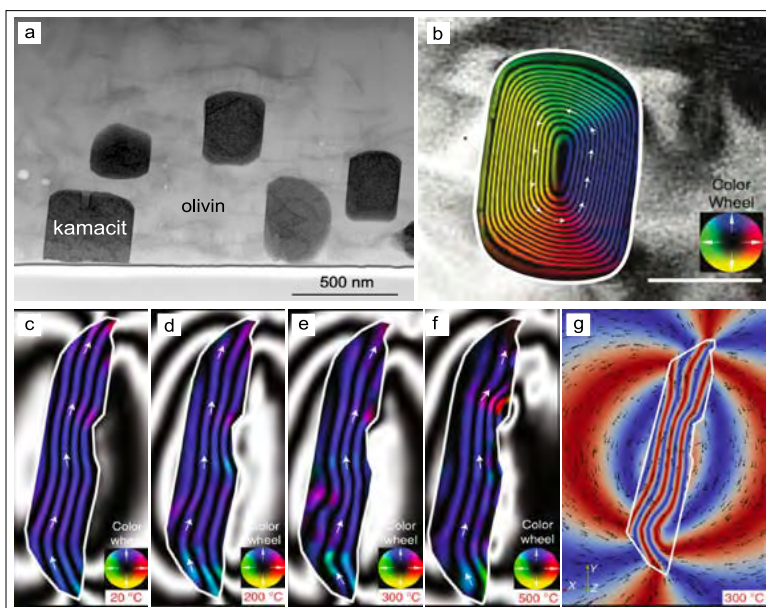 a
kamacit
olivin
500 nm
b
Color
Wheel
c
Color
wheel
20 °C
d
Color
wheel
200 °C
e
Color
wheel
300 °C
f
Color
wheel
500 °C
g
Y
X
Z
300 °C